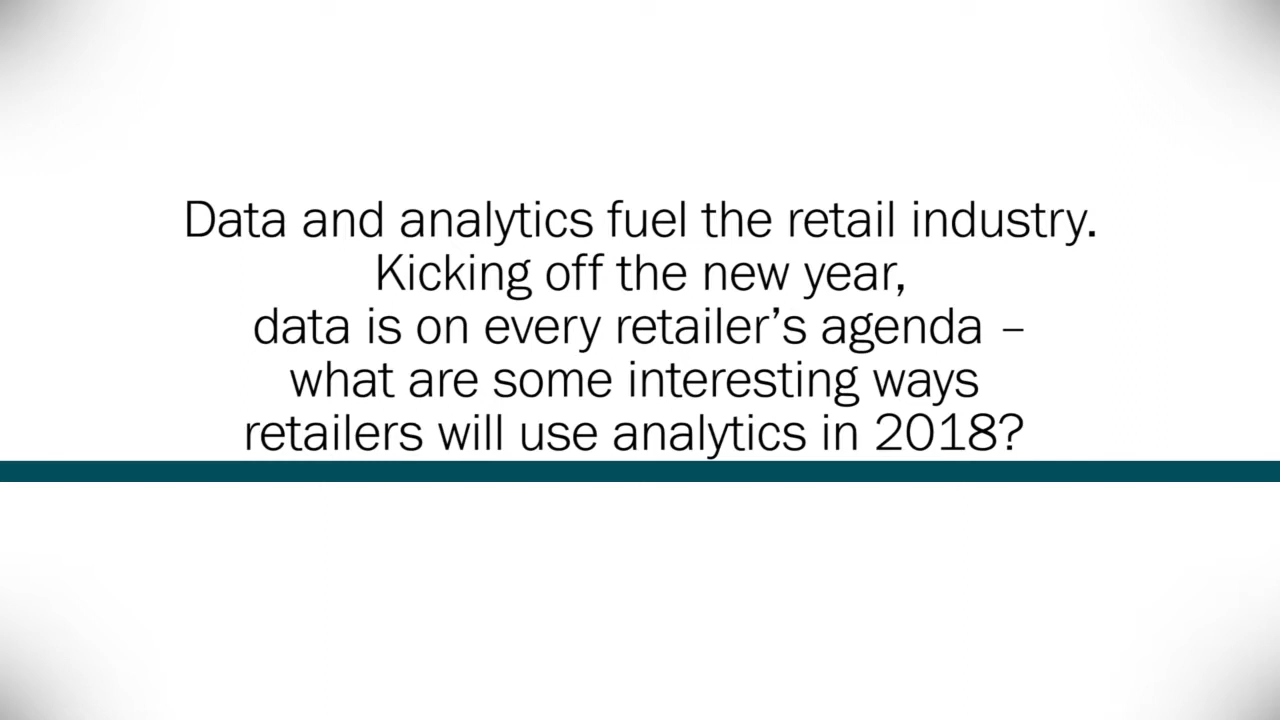 Data and analytics fuel the retail industry.
Kicking off the new year,
data is on every retailer’s agenda –
what are some interesting ways
retailers will use analytics in 2018?